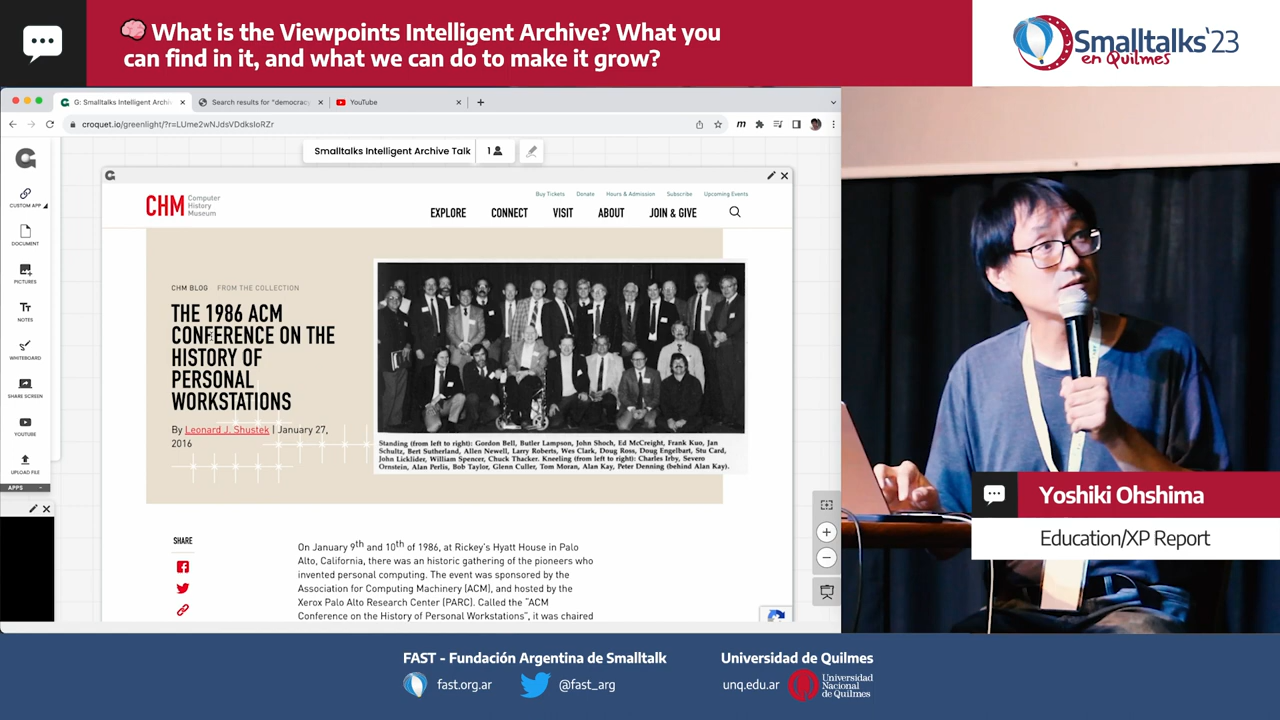 What is the Viewpoints Intelligent Archive? What you
can find in it, and what we can do to make it grow?
Smalltalks'23
en Quilmes
G: Smalltalks Intelligent Archi
Search results for "democrac
YouTube
croquet.io/greenlight/?r=LUme2wNJdsVDdksIoRZr
Smalltalks Intelligent Archive Talk
1
CUSTOM APP
DOCUMENT
PICTURES
NOTES
WHITEBOARD
SHARE SCREEN
YOUTUBE
UPLOAD FILE
APPS
CHM
Computer
History
Museum
Buy Tickets Donate Hours & Admission Subscribe Upcoming Events
EXPLORE CONNECT VISIT ABOUT JOIN & GIVE
CHM BLOG FROM THE COLLECTION
THE 1986 ACM
CONFERENCE ON THE
HISTORY OF
PERSONAL
WORKSTATIONS
By Leonard J. Shustek | January 27,
2016
Standing (from left to right): Gordon Bell, Butler Lampson, John Shoch, Ed McCreight, Frank Kuo, Jan
Schultz, Bert Sutherland, Allen Newell, Larry Roberts, Wes Clark, Doug Ross, Doug Engelbart, Stu Card,
John Licklider, William Spencer, Chuck Thacker. Kneeling (from left to right): Charles Irby, Severo
Ornstein, Alan Perlis, Bob Taylor, Glenn Culler, Tom Moran, Alan Kay, Peter Denning (behind Alan Kay).
SHARE
On January 9th and 10th of 1986, at Rickey's Hyatt House in Palo
Alto, California, there was an historic gathering of the pioneers who
invented personal computing. The event was sponsored by the
Association for Computing Machinery (ACM), and hosted by the
Xerox Palo Alto Research Center (PARC). Called the "ACM
Conference on the History of Personal Workstations", it was chaired
Yoshiki Ohshima
Education/XP Report
FAST - Fundación Argentina de Smalltalk
fast.org.ar
@fast_arg
Universidad de Quilmes
unq.edu.ar
Universidad
Nacional
de Quilmes